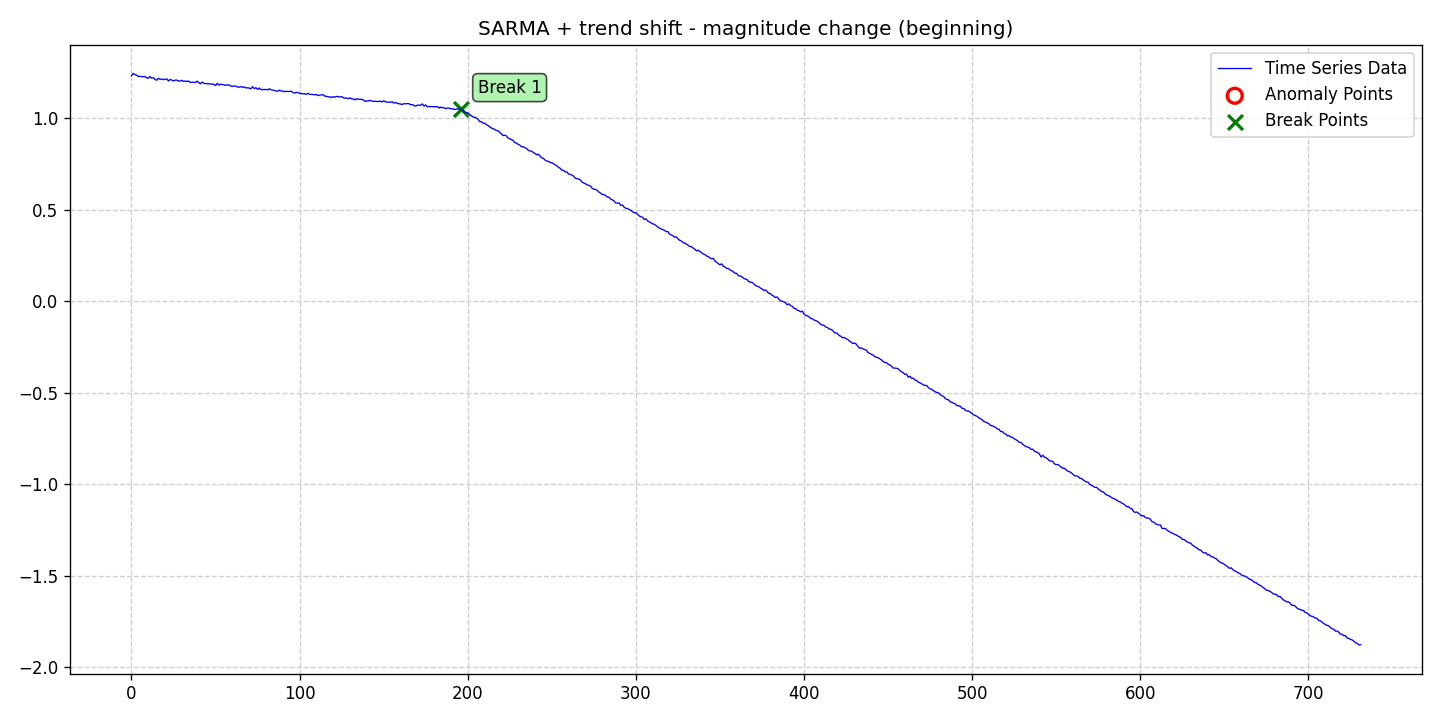 SARMA + trend shift - magnitude change (beginning)
Time Series Data
Anomaly Points
Break Points
Break 1
1.0
0.5
0.0
−0.5
−1.0
−1.5
−2.0
0 100 200 300 400 500 600 700